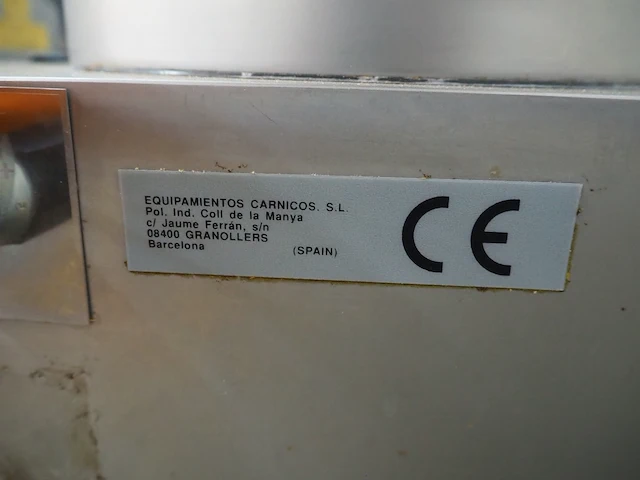 EQUIPAMIENTOS CARNICOS. S.L.
Pol. Ind. Coll de la Manya
c/ Jaume Ferrán, s/n
08400 GRANOLLERS
Barcelona (SPAIN)
CE